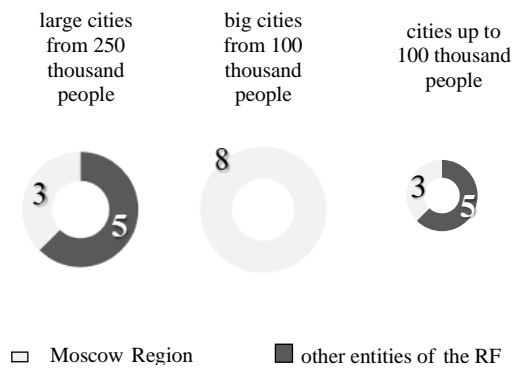 large cities
from 250
thousand
people
big cities
from 100
thousand
people
cities up to
100 thousand
people
3
5
8
3
5
Moscow Region
other entities of the RF